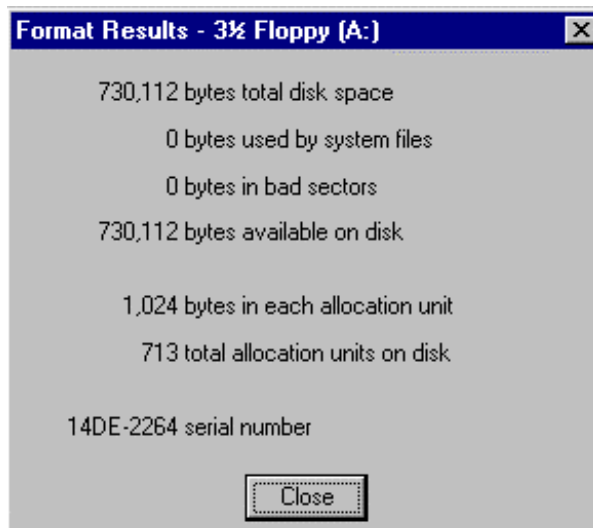 Format Results - 3½ Floppy (A:)
730,112 bytes total disk space
0 bytes used by system files
0 bytes in bad sectors
730,112 bytes available on disk
1,024 bytes in each allocation unit
713 total allocation units on disk
14DE-2264 serial number
Close